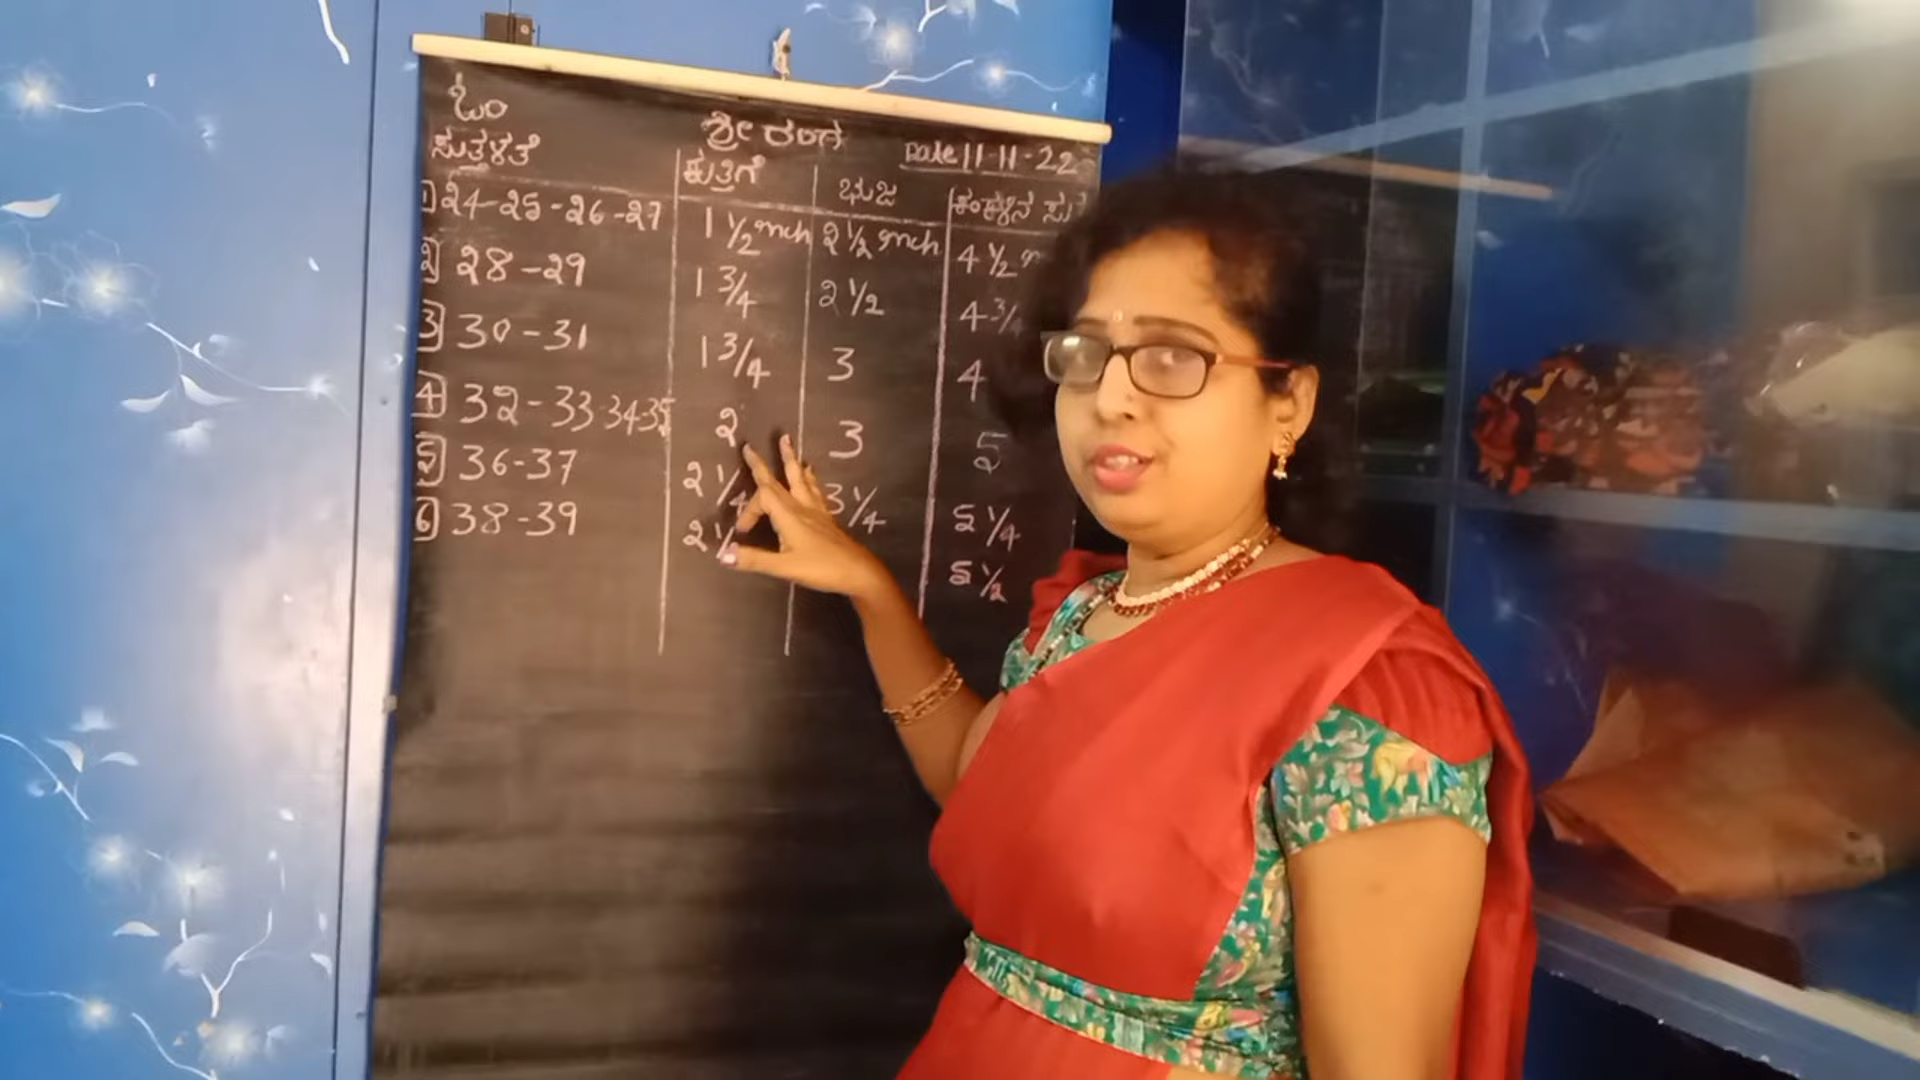 ಓಂ
ಶ್ರೀ ರಂಗ
Date 11-11-22
ಸುತ್ತಳತೆ ಕುತ್ತಿಗೆ ಭುಜ ಕಂಕುಳಿನ
1) 24-25-26-27 1 1/2 Inch 2 1/2 Inch 4 1/2
2) 28-29 1 3/4 2 1/2 4 3/4
3) 30-31 1 3/4 3 4
4) 32-33-34-35 2 3 5
5) 36-37 2 1/4 3 1/4 5 1/4
6) 38-39 2 1/2 5 1/2